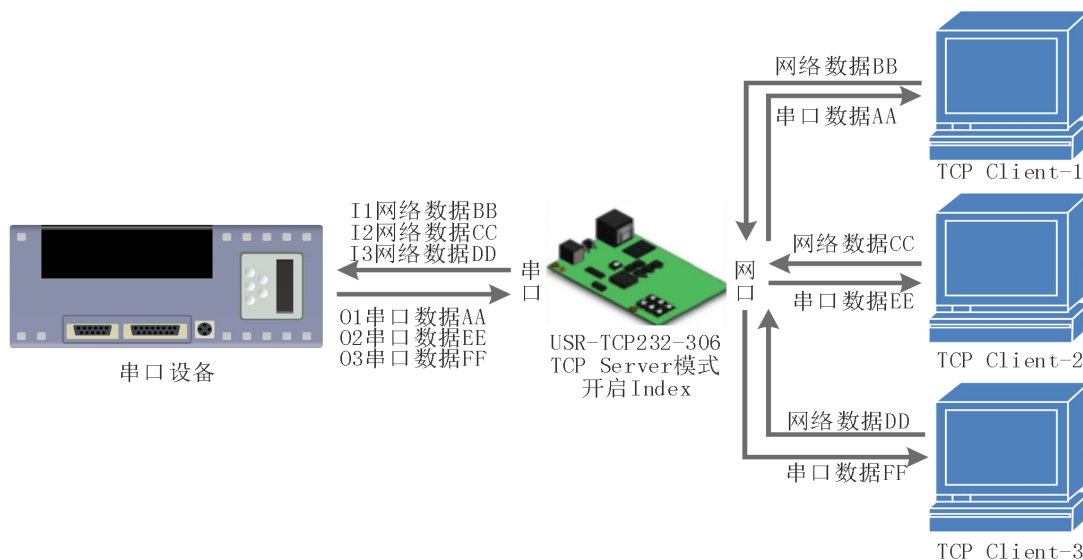 网络数据BB
串口数据AA
TCP Client-1
I1网络数据BB
I2网络数据CC
I3网络数据DD
串口
网口
网络数据CC
串口数据EE
O1串口数据AA
O2串口数据EE
O3串口数据FF
串口设备
USR-TCP232-306
TCP Server模式
开启Index
TCP Client-2
网络数据DD
串口数据FF
TCP Client-3